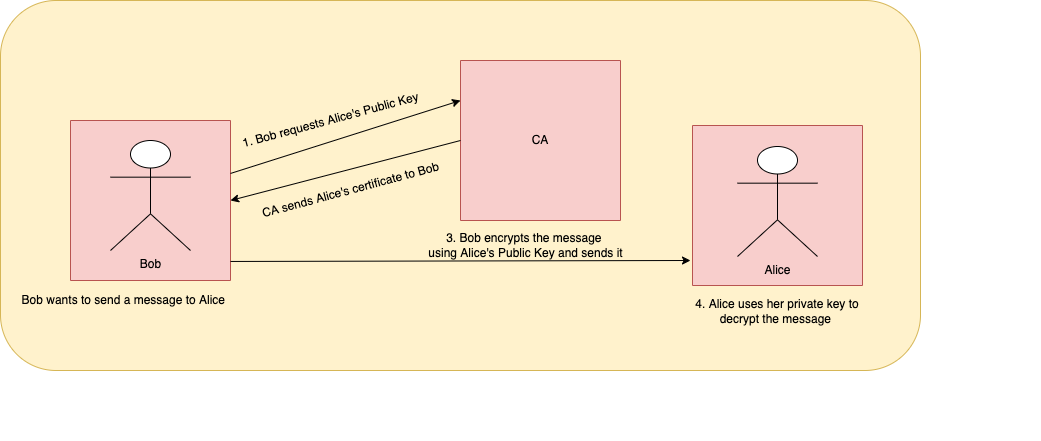 1. Bob requests Alice's Public Key
CA
CA sends Alice's certificate to Bob
3. Bob encrypts the message
using Alice's Public Key and sends it
Bob
Alice
Bob wants to send a message to Alice
4. Alice uses her private key to
decrypt the message